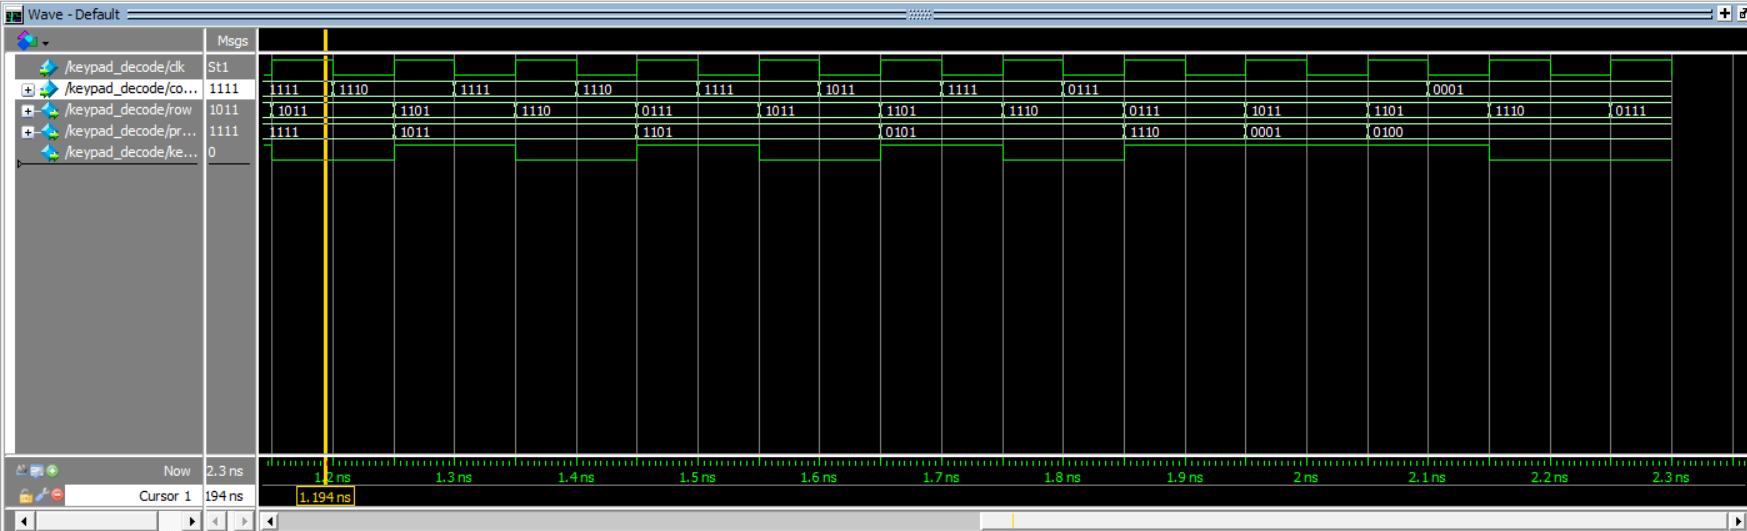 Wave - Default
Msgs
/keypad_decode/clk St1
/keypad_decode/co... 1111 1111 1110 1111 1110 1111 1011 1111 0111 0001
/keypad_decode/row 1011 1011 1101 1110 0111 1011 1101 1110 0111 1011 1101 1110 0111
/keypad_decode/pr... 1111 1111 1011 1101 0101 1110 0001 0100
/keypad_decode/ke... 0
Now 2.3 ns 1.3 ns 1.4 ns 1.5 ns 1.6 ns 1.7 ns 1.8 ns 1.9 ns 2 ns 2.1 ns 2.2 ns 2.3 ns
Cursor 1 194 ns 1.194 ns